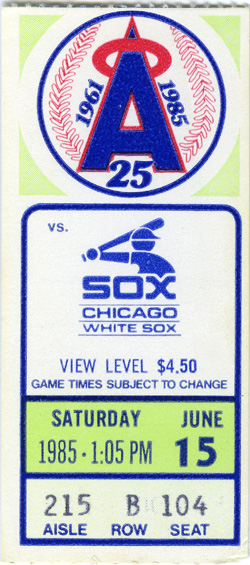 1961 A 1985
25
VS.
SOX
CHICAGO
WHITE SOX
VIEW LEVEL $4.50
GAME TIMES SUBJECT TO CHANGE
SATURDAY JUNE
1985 · 1:05 PM 15
215 B 104
AISLE ROW SEAT